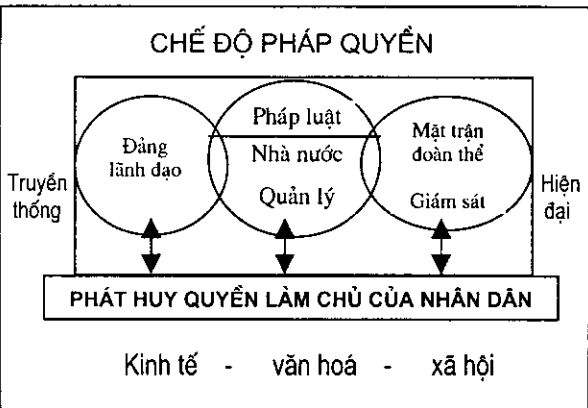 CHẾ ĐỘ PHÁP QUYỀN
Đảng
lãnh đạo
Pháp luật
Nhà nước
Quản lý
Mặt trận
đoàn thể
Giám sát
Truyền
thống
Hiện
đại
PHÁT HUY QUYỀN LÀM CHỦ CỦA NHÂN DÂN
Kinh tế - văn hoá - xã hội